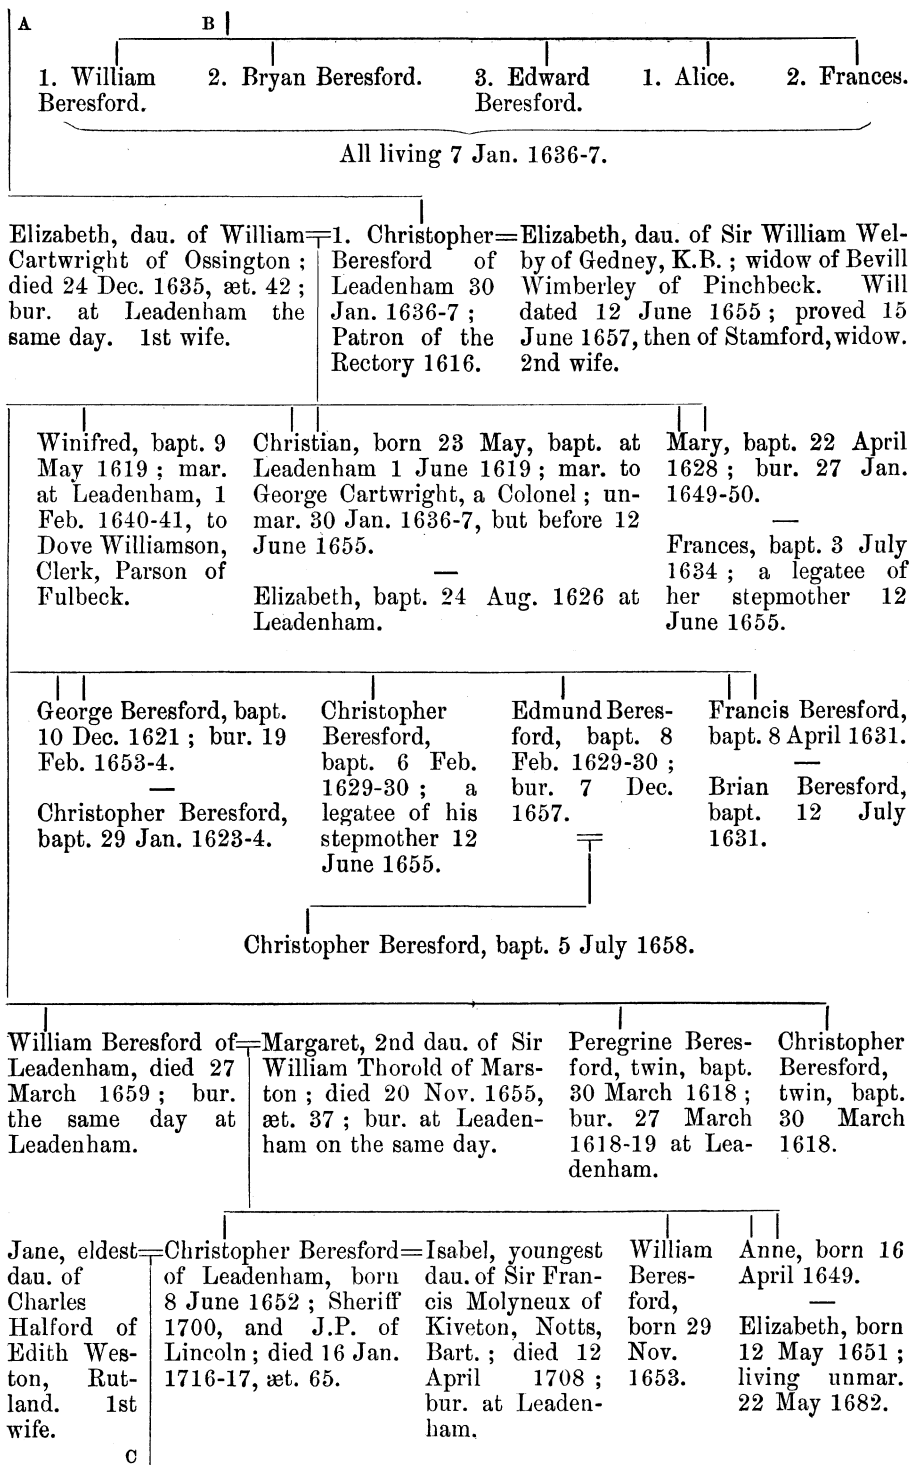 A
B
1. William
Beresford.
2. Bryan Beresford.
3. Edward
Beresford.
1. Alice.
2. Frances.
All living 7 Jan. 1636-7.
Elizabeth, dau. of William
Cartwright of Ossington ;
died 24 Dec. 1635, æt. 42 ;
bur. at Leadenham the
same day. 1st wife.
=1. Christopher=
Beresford of
Leadenham 30
Jan. 1636-7 ;
Patron of the
Rectory 1616.
Elizabeth, dau. of Sir William Wel-
by of Gedney, K.B. ; widow of Bevill
Wimberley of Pinchbeck. Will
dated 12 June 1655 ; proved 15
June 1657, then of Stamford, widow.
2nd wife.
Winifred, bapt. 9
May 1619 ; mar.
at Leadenham, 1
Feb. 1640-41, to
Dove Williamson,
Clerk, Parson of
Fulbeck.
Christian, born 23 May, bapt. at
Leadenham 1 June 1619 ; mar. to
George Cartwright, a Colonel ; un-
mar. 30 Jan. 1636-7, but before 12
June 1655.
—
Elizabeth, bapt. 24 Aug. 1626 at
Leadenham.
Mary, bapt. 22 April
1628 ; bur. 27 Jan.
1649-50.
—
Frances, bapt. 3 July
1634 ; a legatee of
her stepmother 12
June 1655.
George Beresford, bapt.
10 Dec. 1621 ; bur. 19
Feb. 1653-4.
—
Christopher Beresford,
bapt. 29 Jan. 1623-4.
Christopher
Beresford,
bapt. 6 Feb.
1629-30 ; a
legatee of his
stepmother 12
June 1655.
Edmund Beres-
ford, bapt. 8
Feb. 1629-30 ;
bur. 7 Dec.
1657.
=
Francis Beresford,
bapt. 8 April 1631.
—
Brian Beresford,
bapt. 12 July
1631.
Christopher Beresford, bapt. 5 July 1658.
William Beresford of=
Leadenham, died 27
March 1659 ; bur.
the same day at
Leadenham.
Margaret, 2nd dau. of Sir
William Thorold of Mars-
ton ; died 20 Nov. 1655,
æt. 37 ; bur. at Leaden-
ham on the same day.
Peregrine Beres-
ford, twin, bapt.
30 March 1618 ;
bur. 27 March
1618-19 at Lea-
denham.
Christopher
Beresford,
twin, bapt.
30 March
1618.
Jane, eldest=
dau. of
Charles
Halford of
Edith Wes-
ton, Rut-
land. 1st
wife.
Christopher Beresford=
of Leadenham, born
8 June 1652 ; Sheriff
1700, and J.P. of
Lincoln ; died 16 Jan.
1716-17, æt. 65.
Isabel, youngest
dau. of Sir Fran-
cis Molyneux of
Kiveton, Notts,
Bart. ; died 12
April 1708 ;
bur. at Leaden-
ham.
William
Beres-
ford,
born 29
Nov.
1653.
Anne, born 16
April 1649.
—
Elizabeth, born
12 May 1651 ;
living unmar.
22 May 1682.
C